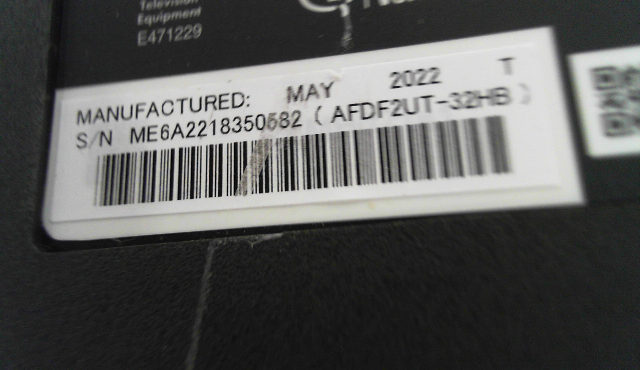 Television
Equipment
E471229
MANUFACTURED: MAY 2022 T
S/N ME6A2218350582 ( AFDF2UT-32HB )